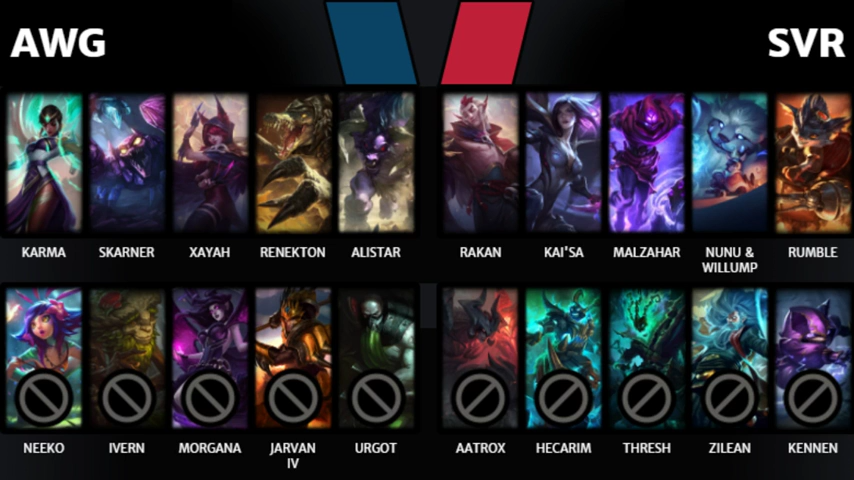 AWG
SVR
KARMA
SKARNER
XAYAH
RENEKTON
ALISTAR
RAKAN
KAI'SA
MALZAHAR
NUNU &
WILLUMP
RUMBLE
NEEKO
IVERN
MORGANA
JARVAN
IV
URGOT
AATROX
HECARIM
THRESH
ZILEAN
KENNEN